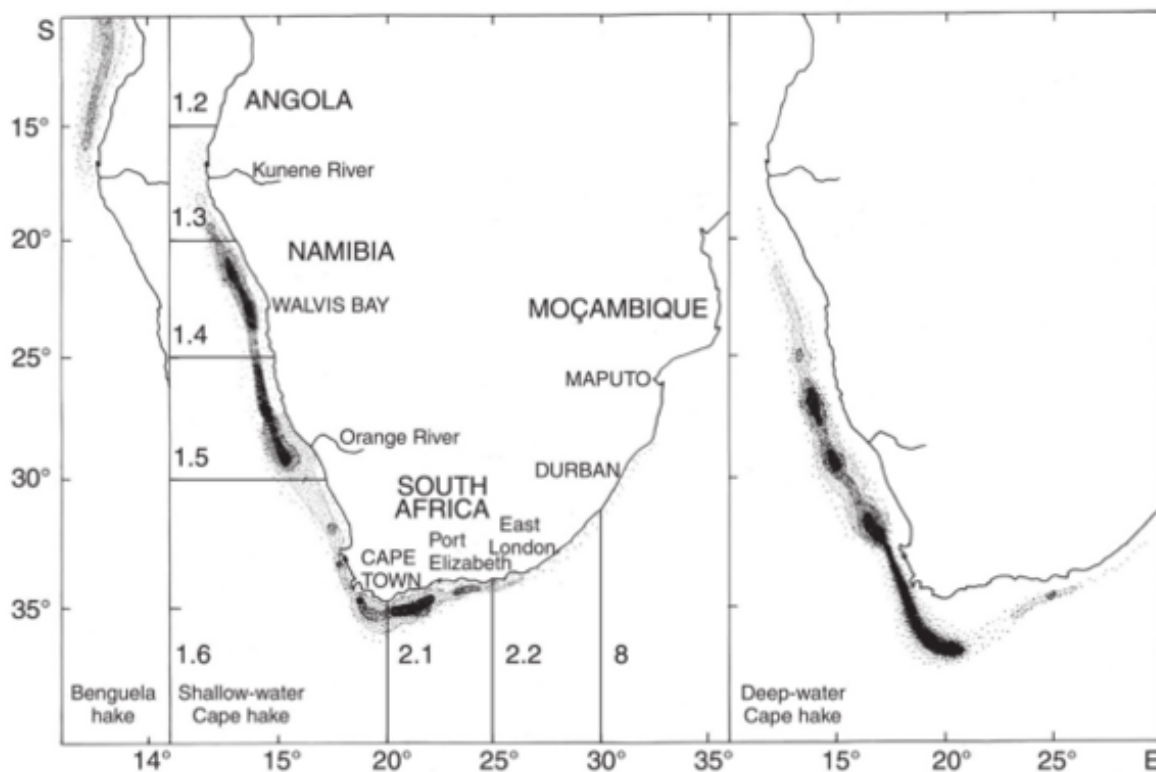 S
15°
20°
25°
30°
35°
1.2
ANGOLA
Kunene River
1.3
NAMIBIA
WALVIS BAY
1.4
MOÇAMBIQUE
MAPUTO
Orange River
1.5
DURBAN
SOUTH
AFRICA
East
London
Port
Elizabeth
CAPE
TOWN
1.6
2.1
2.2
8
Benguela
hake
Shallow-water
Cape hake
Deep-water
Cape hake
14°
15°
20°
25°
30°
35°
15°
20°
25°
E